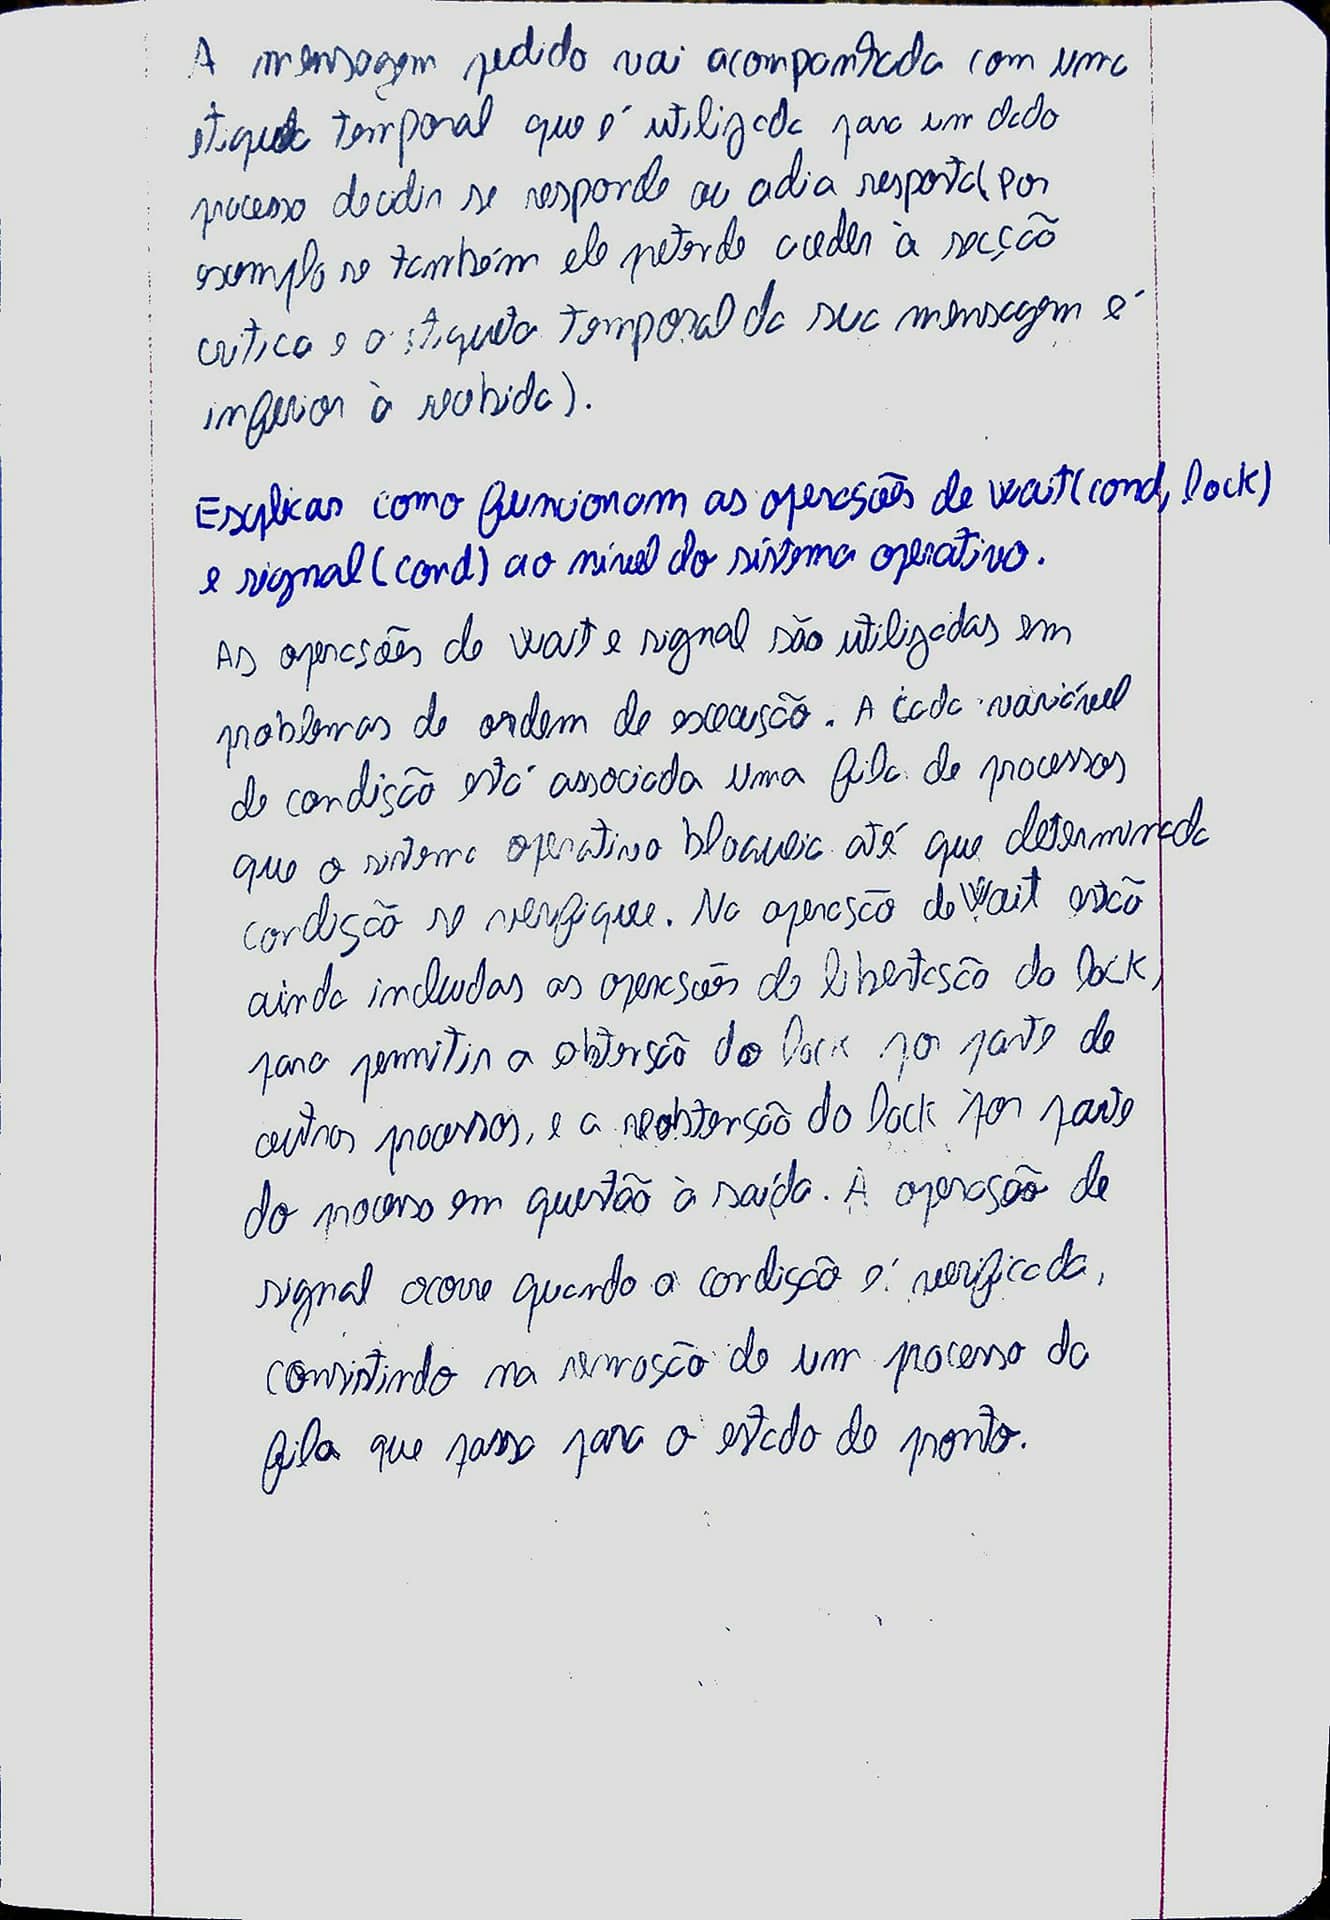 A mensagem pedido vai acompanhada com uma
etiqueta temporal que é utilizada para um dado
processo decidir se responde ou adia resposta (por
exemplo se também ele pretende aceder à secção
crítica e a etiqueta temporal da sua mensagem é
inferior à recebida).
Explicar como funcionam as operações de wait(cond, lock)
e signal(cond) ao nível do sistema operativo.
As operações de wait e signal são utilizadas em
problemas de ordem de execução. A cada variável
de condição está associada uma fila de processos
que o sistema operativo bloqueia até que determinada
condição se verifique. Na operação de Wait estão
ainda incluídas as operações de libertação do lock,
para permitir a obtenção do lock por parte de
outros processos, e a reobtenção do lock por parte
do processo em questão à saída. A operação de
signal ocorre quando a condição é verificada,
consistindo na remoção de um processo da
fila que passa para o estado de pronto.